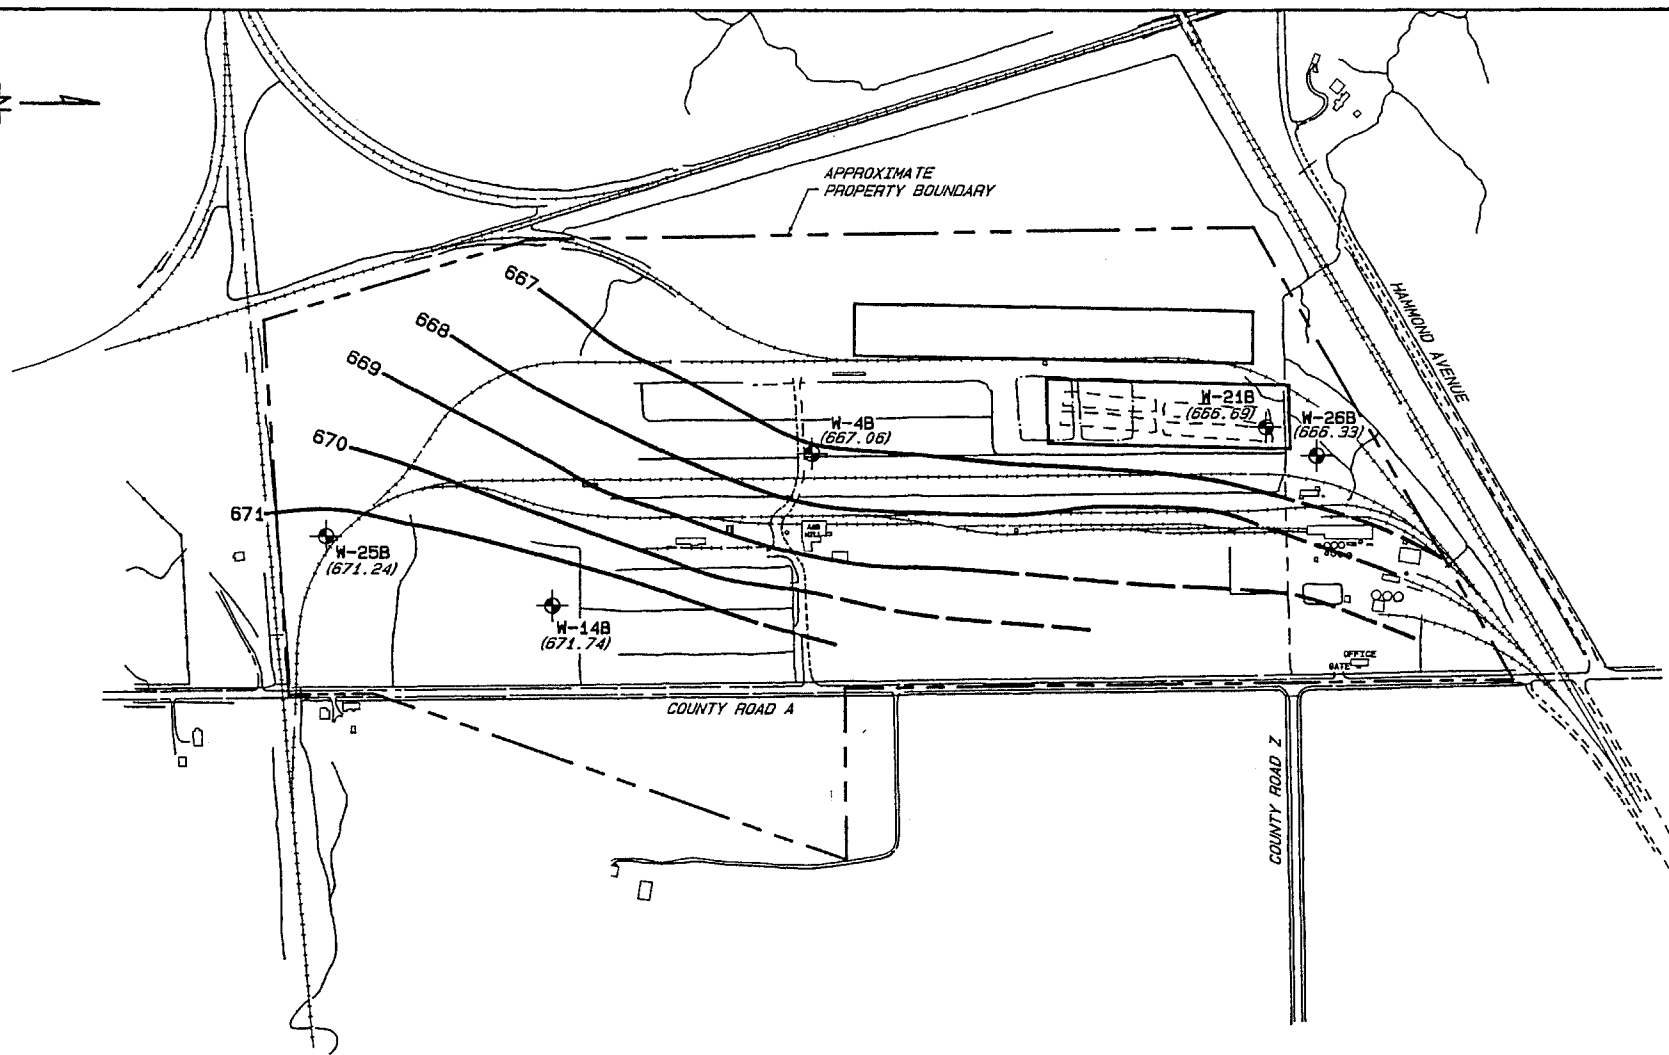 N
APPROXIMATE
PROPERTY BOUNDARY
667
668
669
670
671
HAMMOND AVENUE
W-21B
(666.69)
W-26B
(666.33)
W-4B
(667.06)
W-25B
(671.24)
W-14B
(671.74)
OFFICE
GATE
COUNTY ROAD A
COUNTY ROAD Z